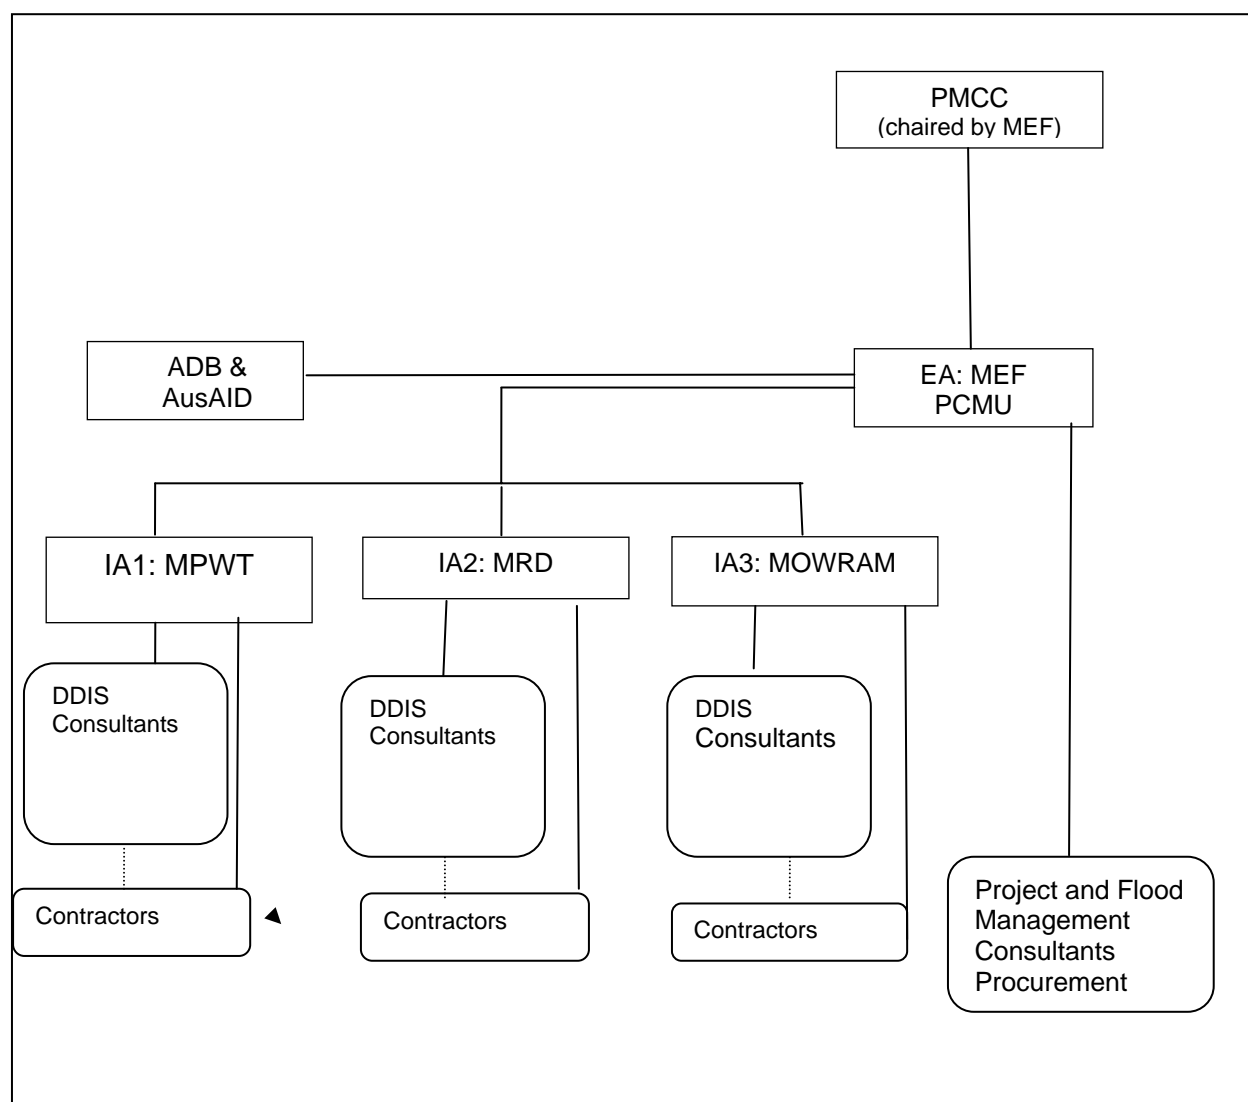 PMCC
(chaired by MEF)
ADB &
AusAID
EA: MEF
PCMU
IA1: MPWT
IA2: MRD
IA3: MOWRAM
DDIS
Consultants
DDIS
Consultants
DDIS
Consultants
Contractors
Contractors
Contractors
Project and Flood
Management
Consultants
Procurement